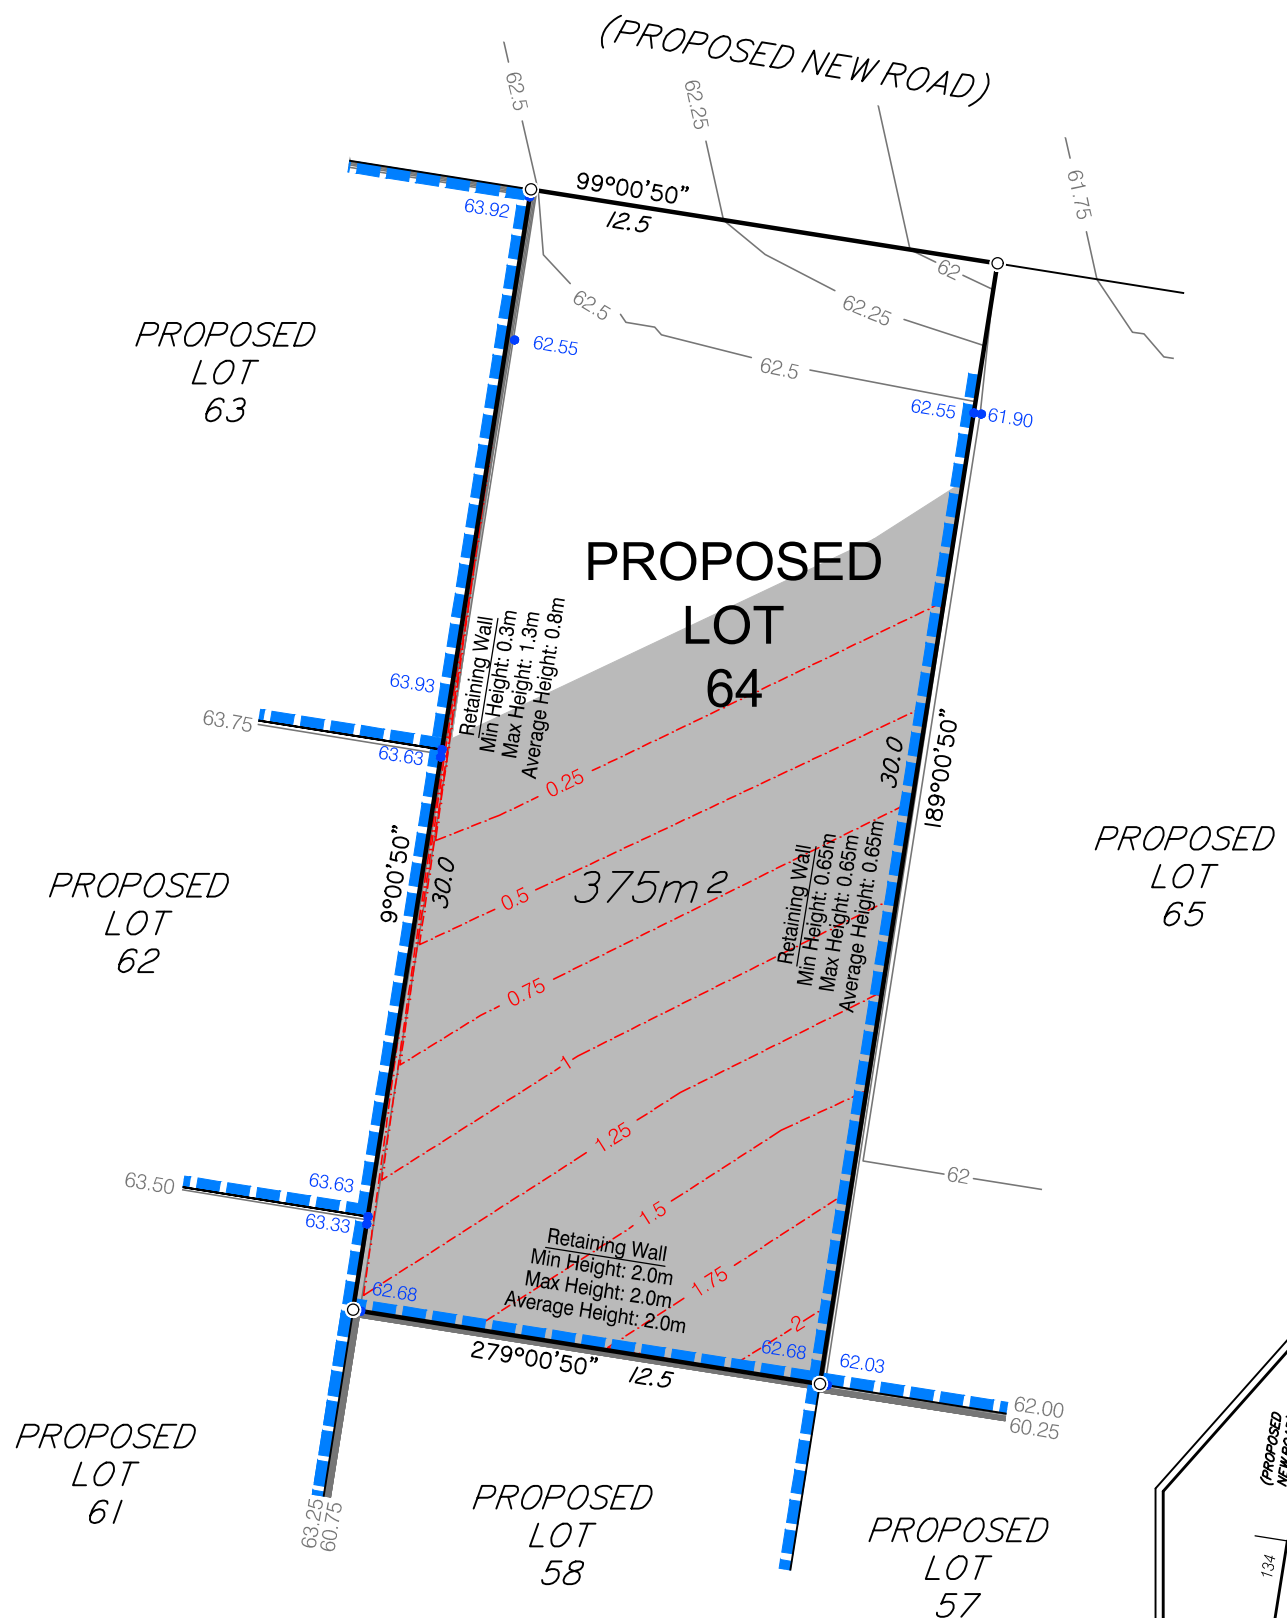 (PROPOSED NEW ROAD)
62.5
62.25
61.75
99°00'50"
12.5
63.92
62
62.5
62.25
62.55
62.5
PROPOSED
LOT
63
62.55
61.90
PROPOSED
LOT
64
63.93
Retaining Wall
Min Height: 0.3m
Max Height: 1.3m
Average Height: 0.8m
63.75
63.63
0.25
30.0
189°00'50"
9°00'50"
30.0
0.5
375m²
Retaining Wall
Min Height: 0.65m
Max Height: 0.65m
Average Height: 0.65m
PROPOSED
LOT
65
PROPOSED
LOT
62
0.75
1
1.25
62
63.50
63.63
63.33
1.5
Retaining Wall
Min Height: 2.0m
Max Height: 2.0m
Average Height: 2.0m
1.75
62.68
2
62.68
62.03
279°00'50"
12.5
62.00
60.25
PROPOSED
LOT
61
63.25
60.75
PROPOSED
LOT
58
PROPOSED
LOT
57
(PROPOSED
134